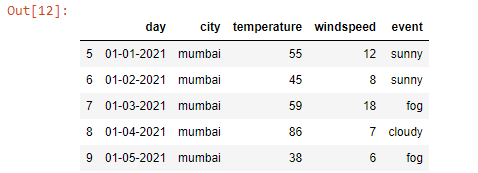 Out[12]:
day city temperature windspeed event
5 01-01-2021 mumbai 55 12 sunny
6 01-02-2021 mumbai 45 8 sunny
7 01-03-2021 mumbai 59 18 fog
8 01-04-2021 mumbai 86 7 cloudy
9 01-05-2021 mumbai 38 6 fog